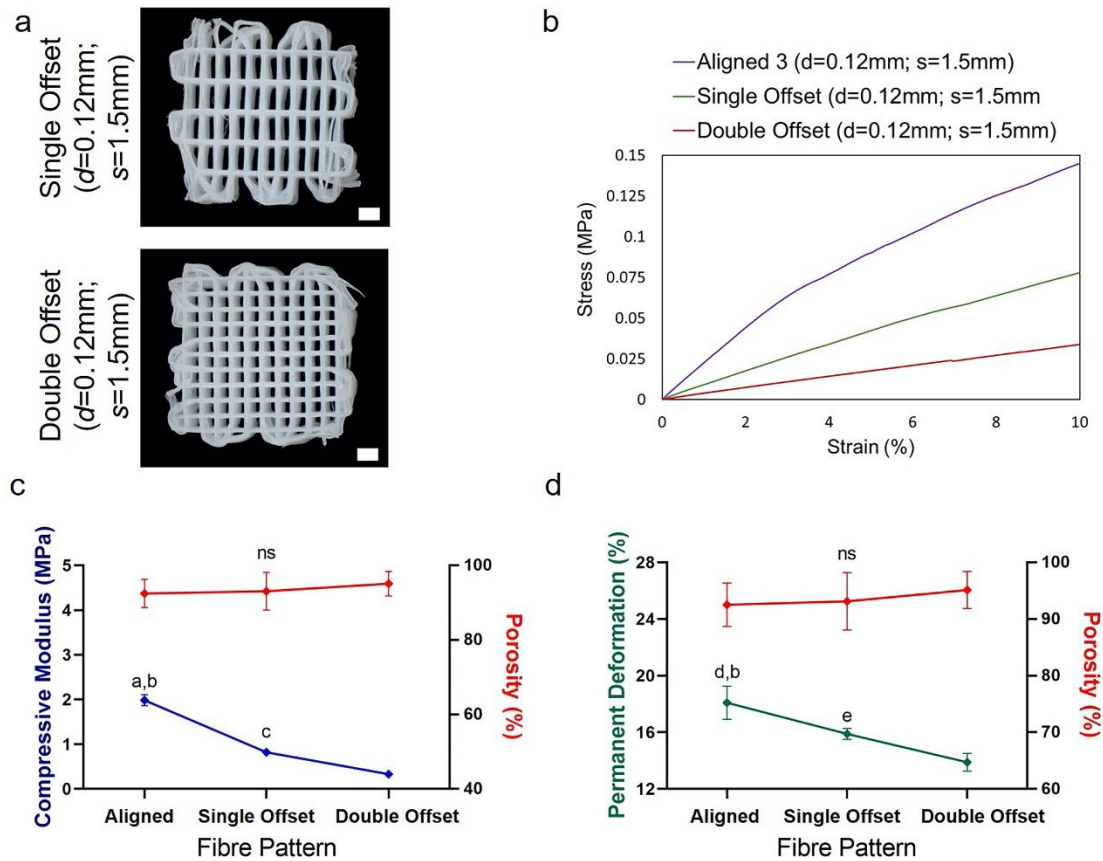 a
Single Offset
(d=0.12mm;
s=1.5mm)
Double Offset
(d=0.12mm;
s=1.5mm)
b
Aligned 3 (d=0.12mm; s=1.5mm)
Single Offset (d=0.12mm; s=1.5mm
Double Offset (d=0.12mm; s=1.5mm)
0.15
0.125
0.1
0.075
0.05
0.025
0
Stress (MPa)
0 2 4 6 8 10
Strain (%)
c
Compressive Modulus (MPa)
5
4
3
2
1
0
ns
a,b
c
100
80
60
40
Porosity (%)
Aligned Single Offset Double Offset
Fibre Pattern
d
Permanent Deformation (%)
28
26
24
22
20
18
16
14
12
ns
d,b
e
100
90
80
70
60
Porosity (%)
Aligned Single Offset Double Offset
Fibre Pattern